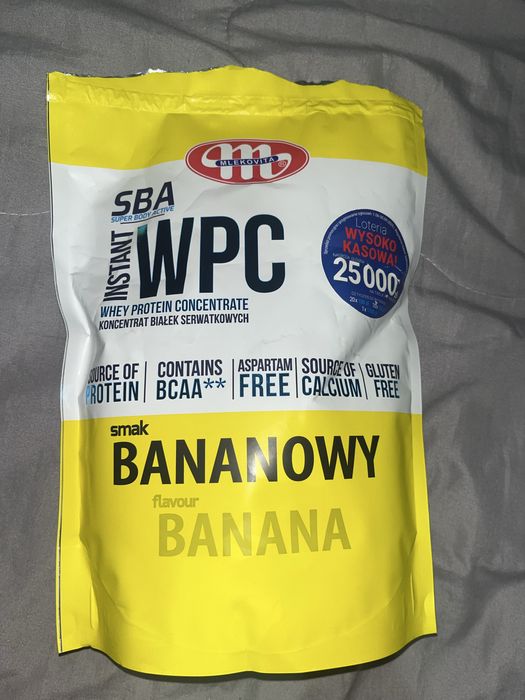 MLEKOVITA
SBA
SUPER BODY ACTIVE
INSTANT
WPC
WHEY PROTEIN CONCENTRATE
KONCENTRAT BIAŁEK SERWATKOWYCH
Loteria
WYSOKO
KASOWA!
25000
SOURCE OF
PROTEIN
CONTAINS
BCAA**
ASPARTAM
FREE
SOURCE OF
CALCIUM
GLUTEN
FREE
smak
BANANOWY
flavour
BANANA